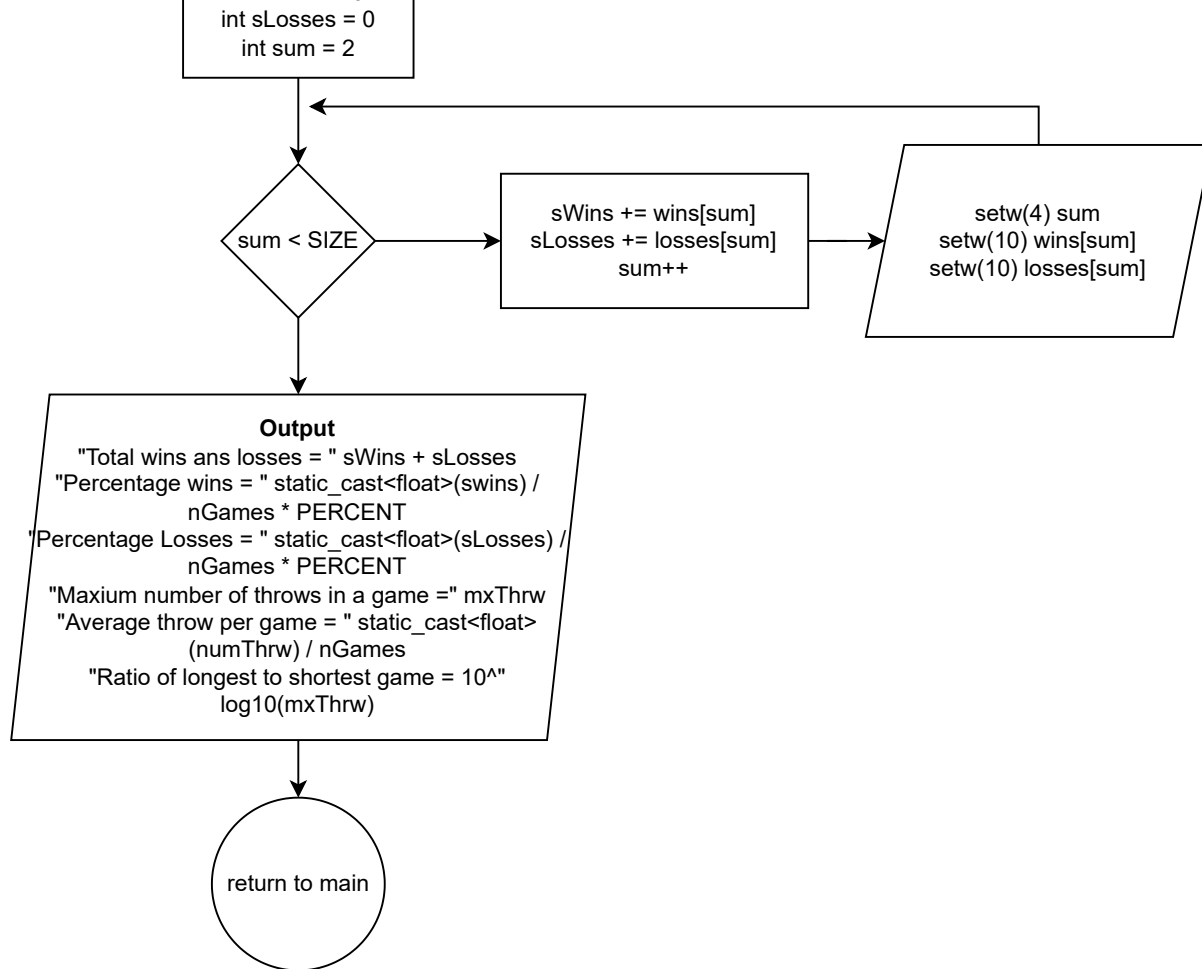 int sLosses = 0
int sum = 2
sum < SIZE
sWins += wins[sum]
sLosses += losses[sum]
sum++
setw(4) sum
setw(10) wins[sum]
setw(10) losses[sum]
Output
"Total wins ans losses = " sWins + sLosses
"Percentage wins = " static_cast<float>(swins) /
nGames * PERCENT
"Percentage Losses = " static_cast<float>(sLosses) /
nGames * PERCENT
"Maxium number of throws in a game =" mxThrw
"Average throw per game = " static_cast<float>
(numThrw) / nGames
"Ratio of longest to shortest game = 10^"
log10(mxThrw)
return to main